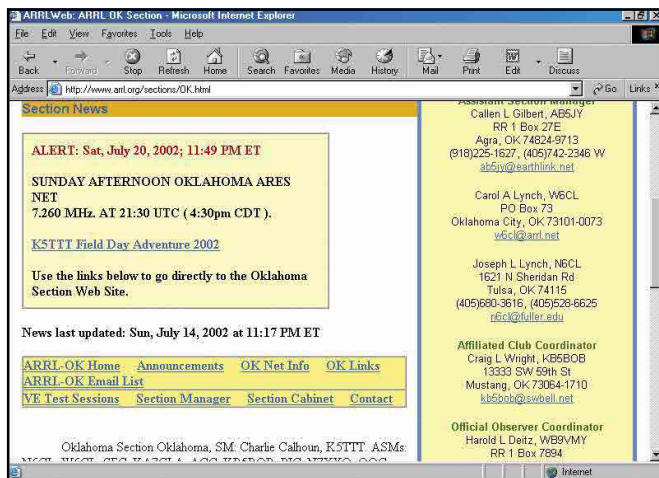 ARRLWeb: ARRL OK Section - Microsoft Internet Explorer
File Edit View Favorites Tools Help
Back Forward Stop Refresh Home Search Favorites Media History Mail Print Edit Discuss
Address http://www.arrl.org/sections/OK.html Go Links
Section News
ALERT: Sat, July 20, 2002; 11:49 PM ET
SUNDAY AFTERNOON OKLAHOMA ARES
NET
7.260 MHz. AT 21:30 UTC ( 4:30pm CDT ).
K5TTT Field Day Adventure 2002
Use the links below to go directly to the Oklahoma
Section Web Site.
News last updated: Sun, July 14, 2002 at 11:17 PM ET
ARRL-OK Home Announcements OK Net Info OK Links
ARRL-OK Email List
VE Test Sessions Section Manager Section Cabinet Contact
Oklahoma Section Oklahoma, SM: Charlie Calhoun, K5TTT. ASMs:
Assistant Section Manager
Callen L Gilbert, AB5JY
RR 1 Box 27E
Agra, OK 74824-9713
(918)225-1627, (405)742-2346 W
ab5jy@earthlink.net
Carol A Lynch, W6CL
PO Box 73
Oklahoma City, OK 73101-0073
w6cl@arrl.net
Joseph L Lynch, N6CL
1621 N Sheridan Rd
Tulsa, OK 74115
(405)680-3616, (405)528-6625
n6cl@fuller.edu
Affiliated Club Coordinator
Craig L Wright, KB5BOB
13333 SW 59th St
Mustang, OK 73064-1710
kb5bob@swbell.net
Official Observer Coordinator
Harold L Deitz, WB9VMY
RR 1 Box 7894
Internet